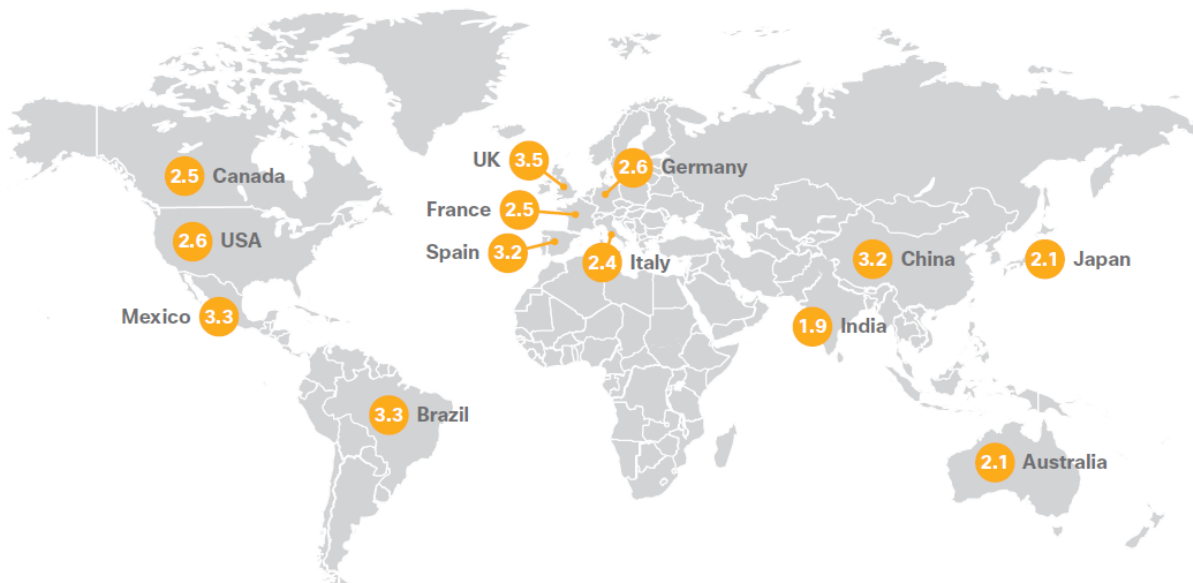 UK 3.5
2.6 Germany
2.5 Canada
France 2.5
2.6 USA
Spain 3.2
2.4 Italy
3.2 China
2.1 Japan
Mexico 3.3
1.9 India
3.3 Brazil
2.1 Australia